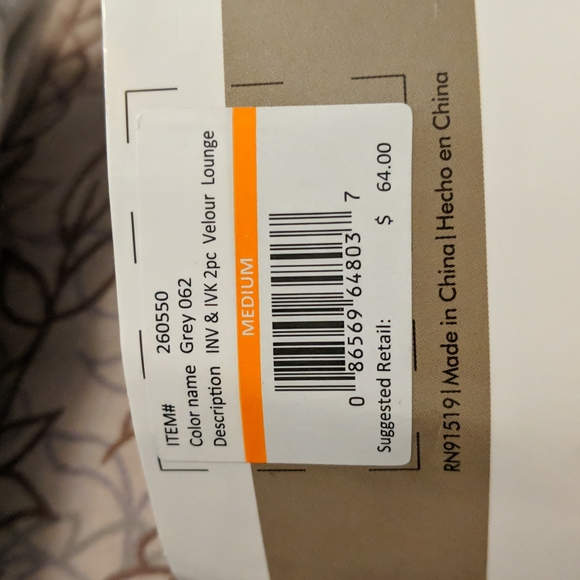 ITEM# 260550
Color name Grey 062
Description INV & IVK 2pc Velour Lounge
MEDIUM
0 86569 64803 7
Suggested Retail: $ 64.00
RN91519 | Made in China | Hecho en China